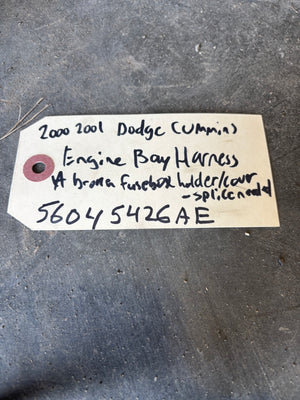 2000 2001 Dodge Cummins
Engine Bay Harness
A broken fusebox holder/cover
- splice needed
56045426AE